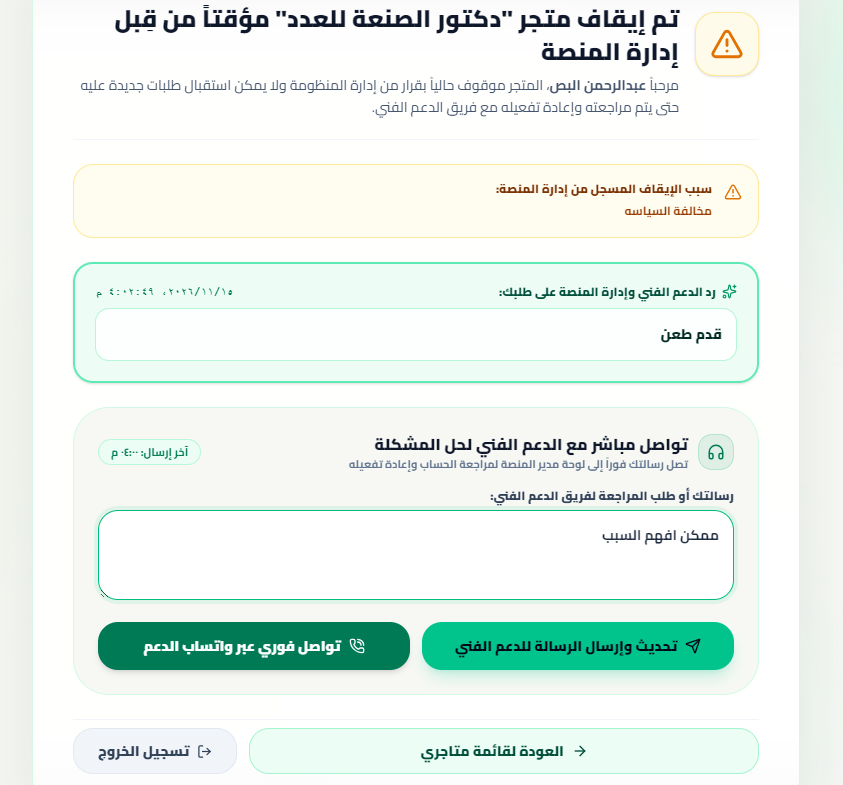 تم إيقاف متجر "دكتور الصنعة للعدد" مؤقتاً من قِبل
إدارة المنصة
مرحباً عبدالرحمن البص، المتجر موقوف حالياً بقرار من إدارة المنظومة ولا يمكن استقبال طلبات جديدة عليه
حتى يتم مراجعته وإعادة تفعيله مع فريق الدعم الفني.
سبب الإيقاف المسجل من إدارة المنصة:
مخالفة السياسه
رد الدعم الفني وإدارة المنصة على طلبك:
١٥‏/١١‏/٢٠٢٦، ٤:٠٢:٤٩ م
قدم طعن
تواصل مباشر مع الدعم الفني لحل المشكلة
آخر إرسال: ٠٤:٠٠ م
تصل رسالتك فوراً إلى لوحة مدير المنصة لمراجعة الحساب وإعادة تفعيله
رسالتك أو طلب المراجعة لفريق الدعم الفني:
ممكن افهم السبب
تحديث وإرسال الرسالة للدعم الفني
تواصل فوري عبر واتساب الدعم
العودة لقائمة متاجري
تسجيل الخروج